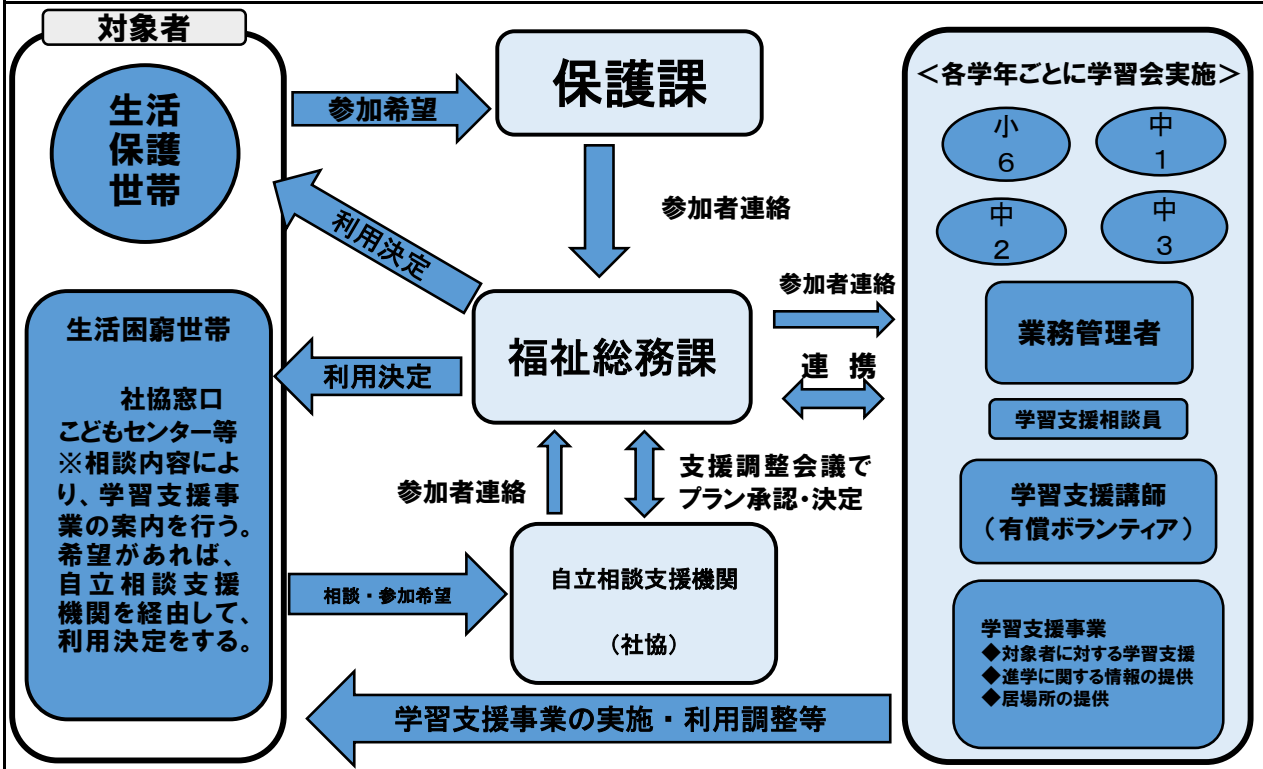 対象者
生活
保護
世帯
生活困窮世帯
社協窓口
こどもセンター等
※相談内容によ
り、学習支援事
業の案内を行う。
希望があれば、
自立相談支援
機関を経由して、
利用決定をする。
参加希望
保護課
参加者連絡
利用決定
福祉総務課
利用決定
参加者連絡
連 携
参加者連絡
支援調整会議で
プラン承認・決定
相談・参加希望
自立相談支援機関
(社協)
学習支援事業の実施・利用調整等
＜各学年ごとに学習会実施＞
小
6
中
1
中
2
中
3
業務管理者
学習支援相談員
学習支援講師
(有償ボランティア)
学習支援事業
◆対象者に対する学習支援
◆進学に関する情報の提供
◆居場所の提供